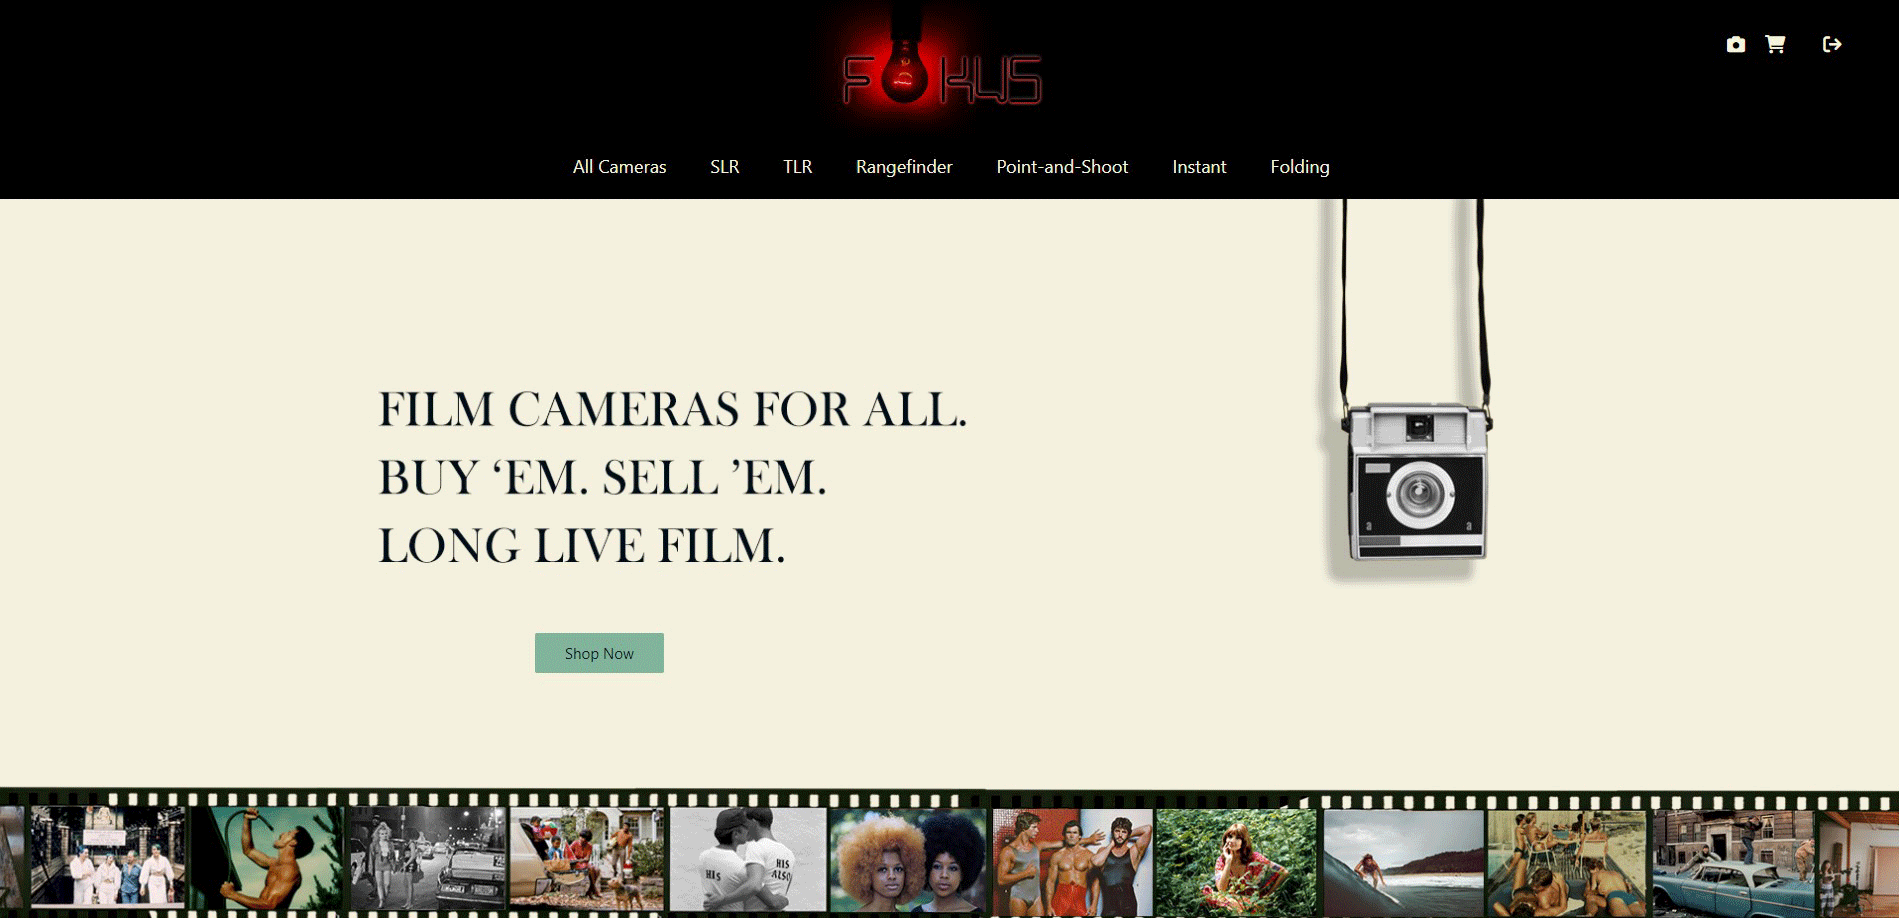 FOKUS
All Cameras SLR TLR Rangefinder Point-and-Shoot Instant Folding
FILM CAMERAS FOR ALL.
BUY ‘EM. SELL ’EM.
LONG LIVE FILM.
Shop Now
HIS
HIS
ALSO